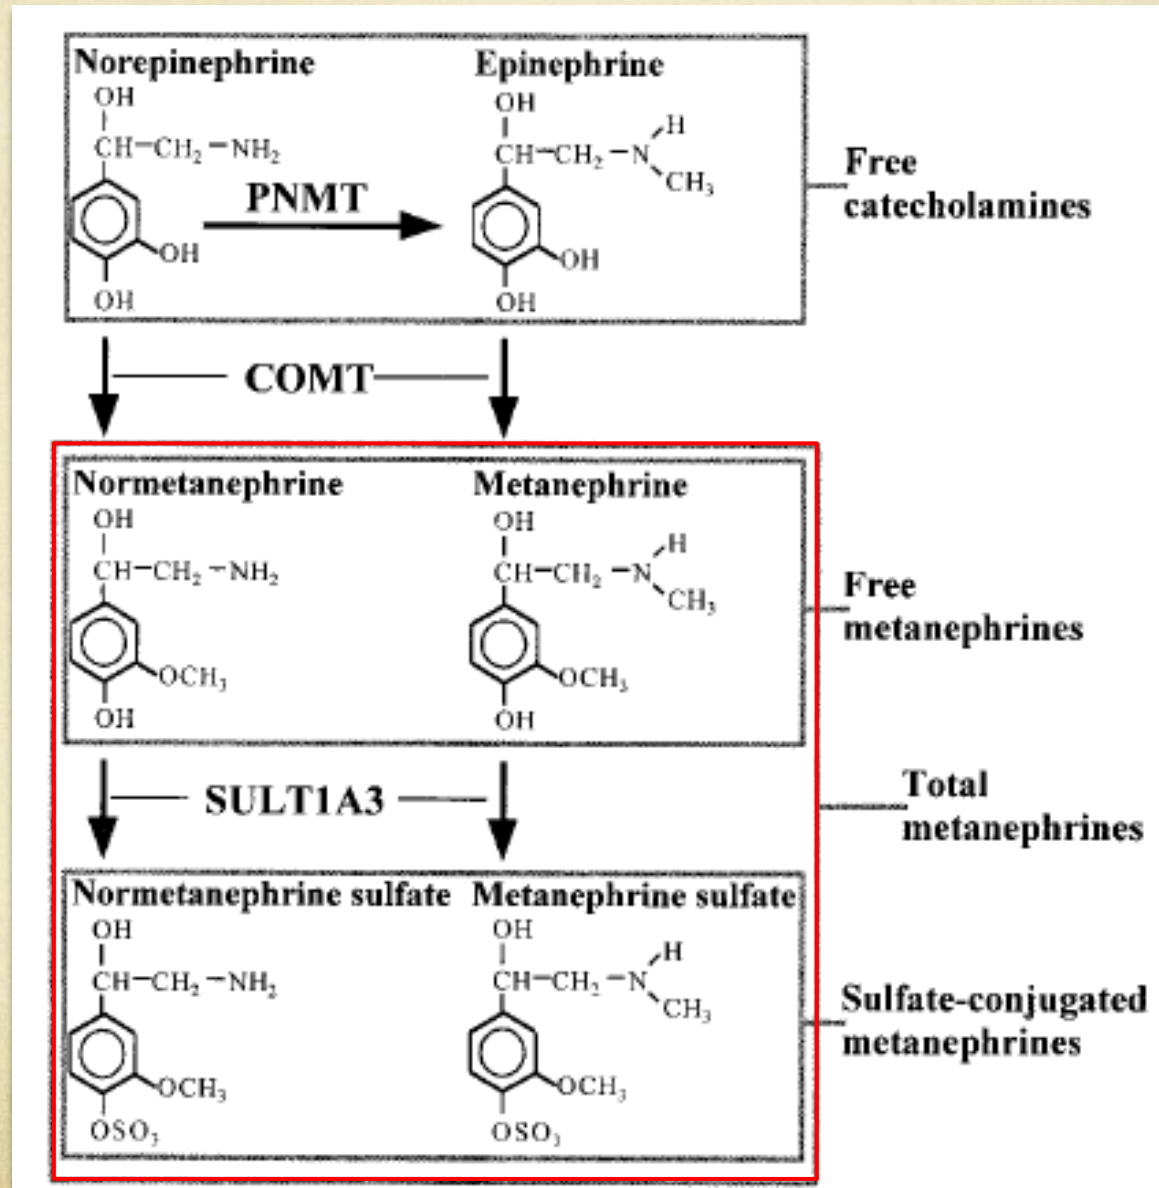 Norepinephrine Epinephrine
OH OH
CH-CH₂-NH₂ CH-CH₂-N H CH₃
PNMT
Free
catecholamines
OH OH
OH OH
COMT
Normetanephrine Metanephrine
OH OH
CH-CH₂-NH₂ CH-CH₂-N H CH₃
Free
metanephrines
OCH₃ OCH₃
OH OH
SULT1A3
Total
metanephrines
Normetanephrine sulfate Metanephrine sulfate
OH OH
CH-CH₂-NH₂ CH-CH₂-N H CH₃
Sulfate-conjugated
metanephrines
OCH₃ OCH₃
OSO₃ OSO₃